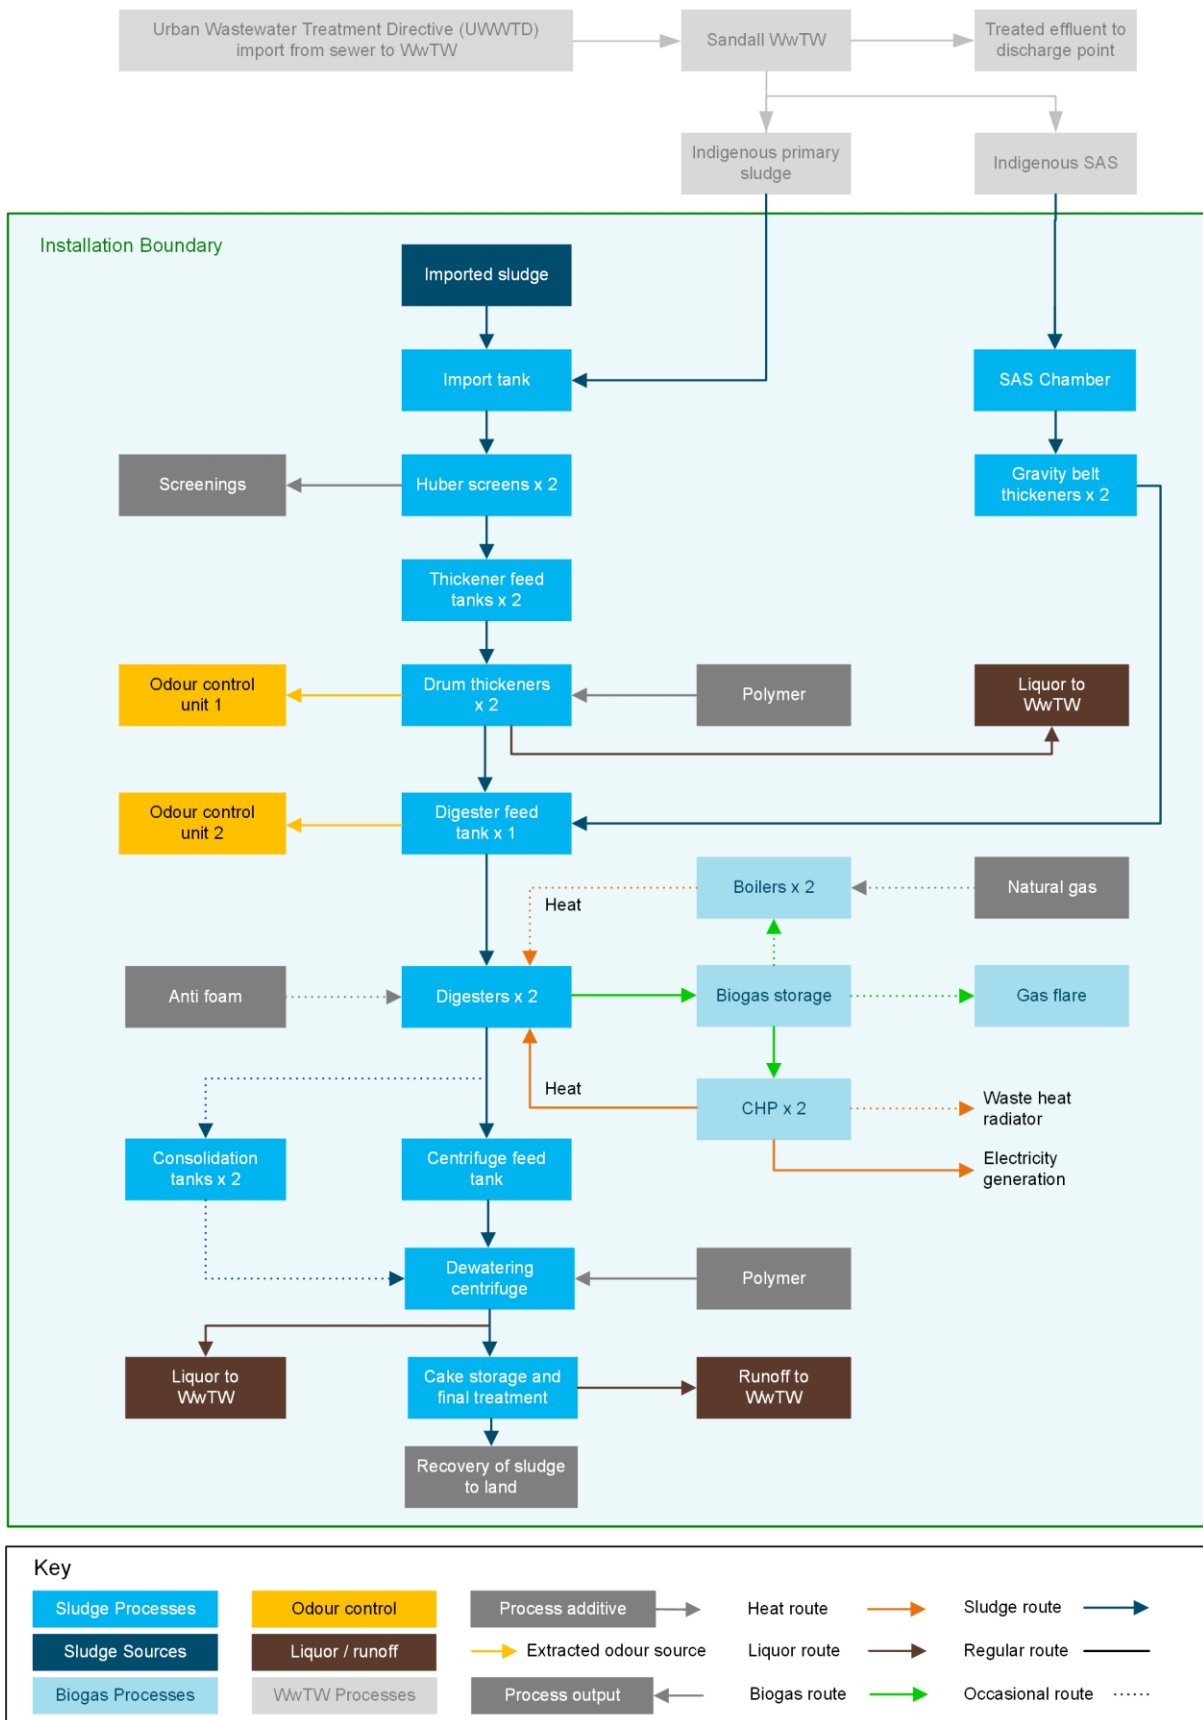 Urban Wastewater Treatment Directive (UWWTD)
import from sewer to WwTW
Sandall WwTW
Treated effluent to
discharge point
Indigenous primary
sludge
Indigenous SAS
Installation Boundary
Imported sludge
Import tank
SAS Chamber
Screenings
Huber screens x 2
Gravity belt
thickeners x 2
Thickener feed
tanks x 2
Odour control
unit 1
Drum thickeners
x 2
Polymer
Liquor to
WwTW
Odour control
unit 2
Digester feed
tank x 1
Heat
Boilers x 2
Natural gas
Anti foam
Digesters x 2
Biogas storage
Gas flare
Heat
CHP x 2
Waste heat
radiator
Consolidation
tanks x 2
Centrifuge feed
tank
Electricity
generation
Dewatering
centrifuge
Polymer
Liquor to
WwTW
Cake storage and
final treatment
Runoff to
WwTW
Recovery of sludge
to land
Key
Sludge Processes
Odour control
Process additive
Heat route
Sludge route
Sludge Sources
Liquor / runoff
Extracted odour source
Liquor route
Regular route
Biogas Processes
WwTW Processes
Process output
Biogas route
Occasional route